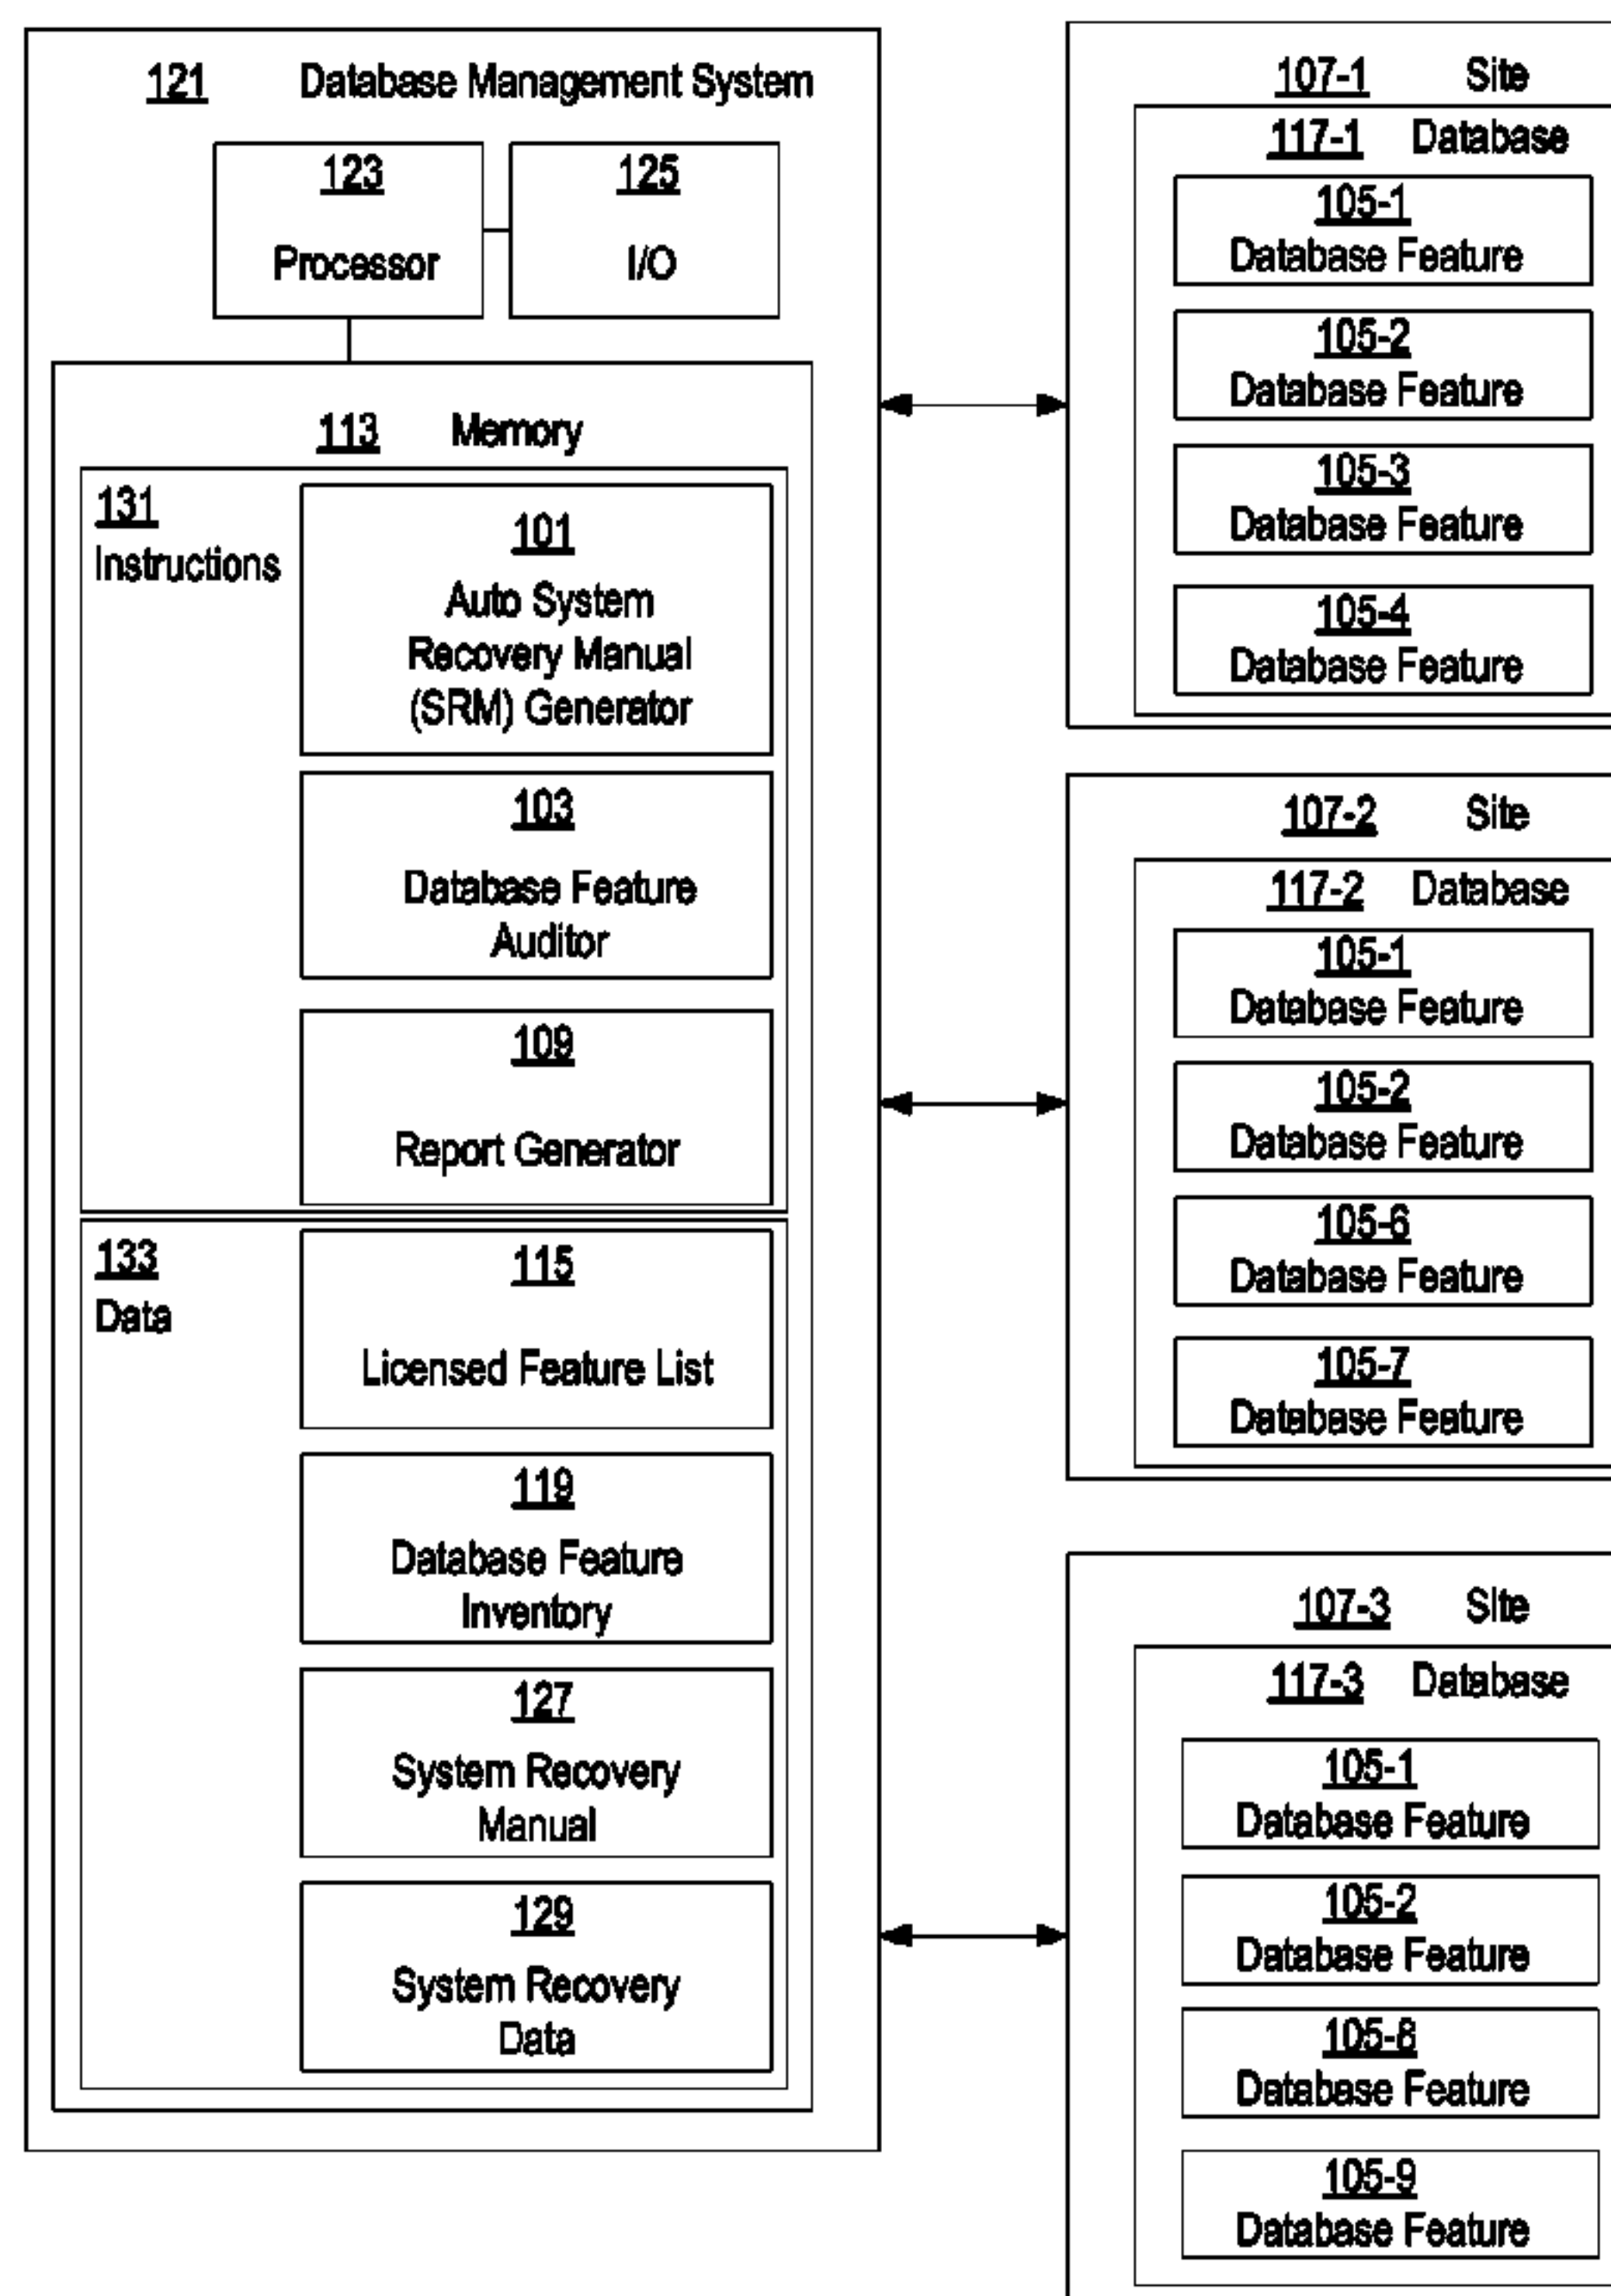 121 Database Management System
123
Processor
125
I/O
113 Memory
131
Instructions
101
Auto System
Recovery Manual
(SRM) Generator
103
Database Feature
Auditor
109
Report Generator
133
Data
115
Licensed Feature List
119
Database Feature
Inventory
127
System Recovery
Manual
129
System Recovery
Data
107-1 Site
117-1 Database
105-1
Database Feature
105-2
Database Feature
105-3
Database Feature
105-4
Database Feature
107-2 Site
117-2 Database
105-1
Database Feature
105-2
Database Feature
105-6
Database Feature
105-7
Database Feature
107-3 Site
117-3 Database
105-1
Database Feature
105-2
Database Feature
105-8
Database Feature
105-9
Database Feature